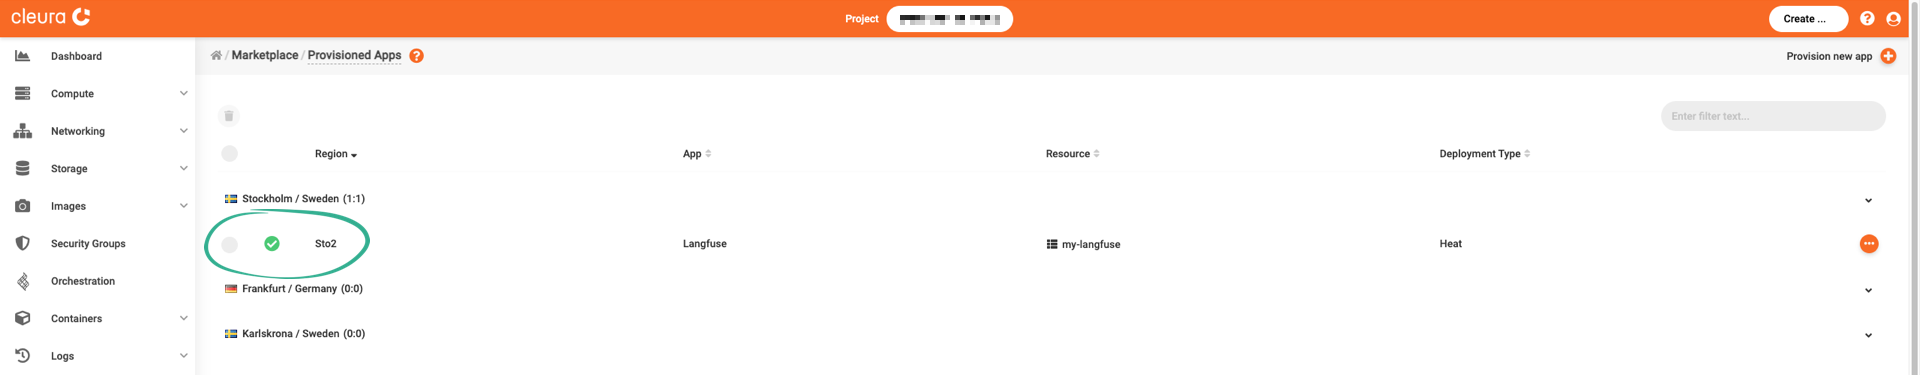 cleura
Project
Create ...
Dashboard
Compute
Networking
Storage
Images
Security Groups
Orchestration
Containers
Logs
/ Marketplace / Provisioned Apps ?
Provision new app
Enter filter text...
Region App Resource Deployment Type
Stockholm / Sweden (1:1)
Sto2 Langfuse my-langfuse Heat
Frankfurt / Germany (0:0)
Karlskrona / Sweden (0:0)